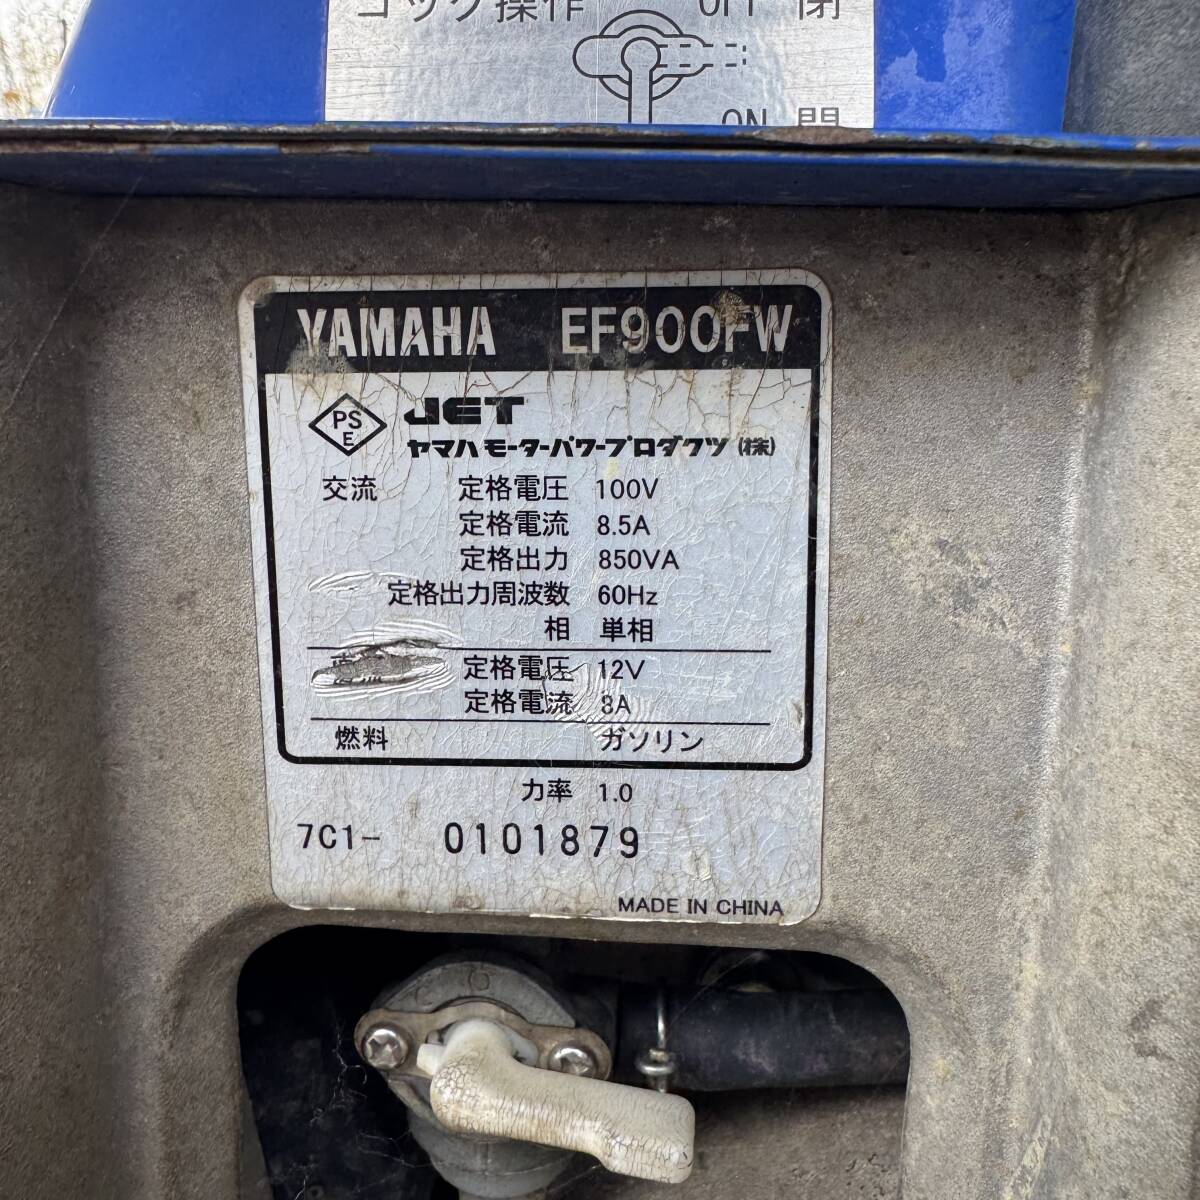 コック操作 OFF 閉
ON 開
YAMAHA EF900FW
PS
E
JET
ヤマハモーターパワープロダクツ(株)
交流 定格電圧 100V
定格電流 8.5A
定格出力 850VA
定格出力周波数 60Hz
相 単相
定格電圧 12V
定格電流 8A
燃料 ガソリン
力率 1.0
7C1- 0101879
MADE IN CHINA